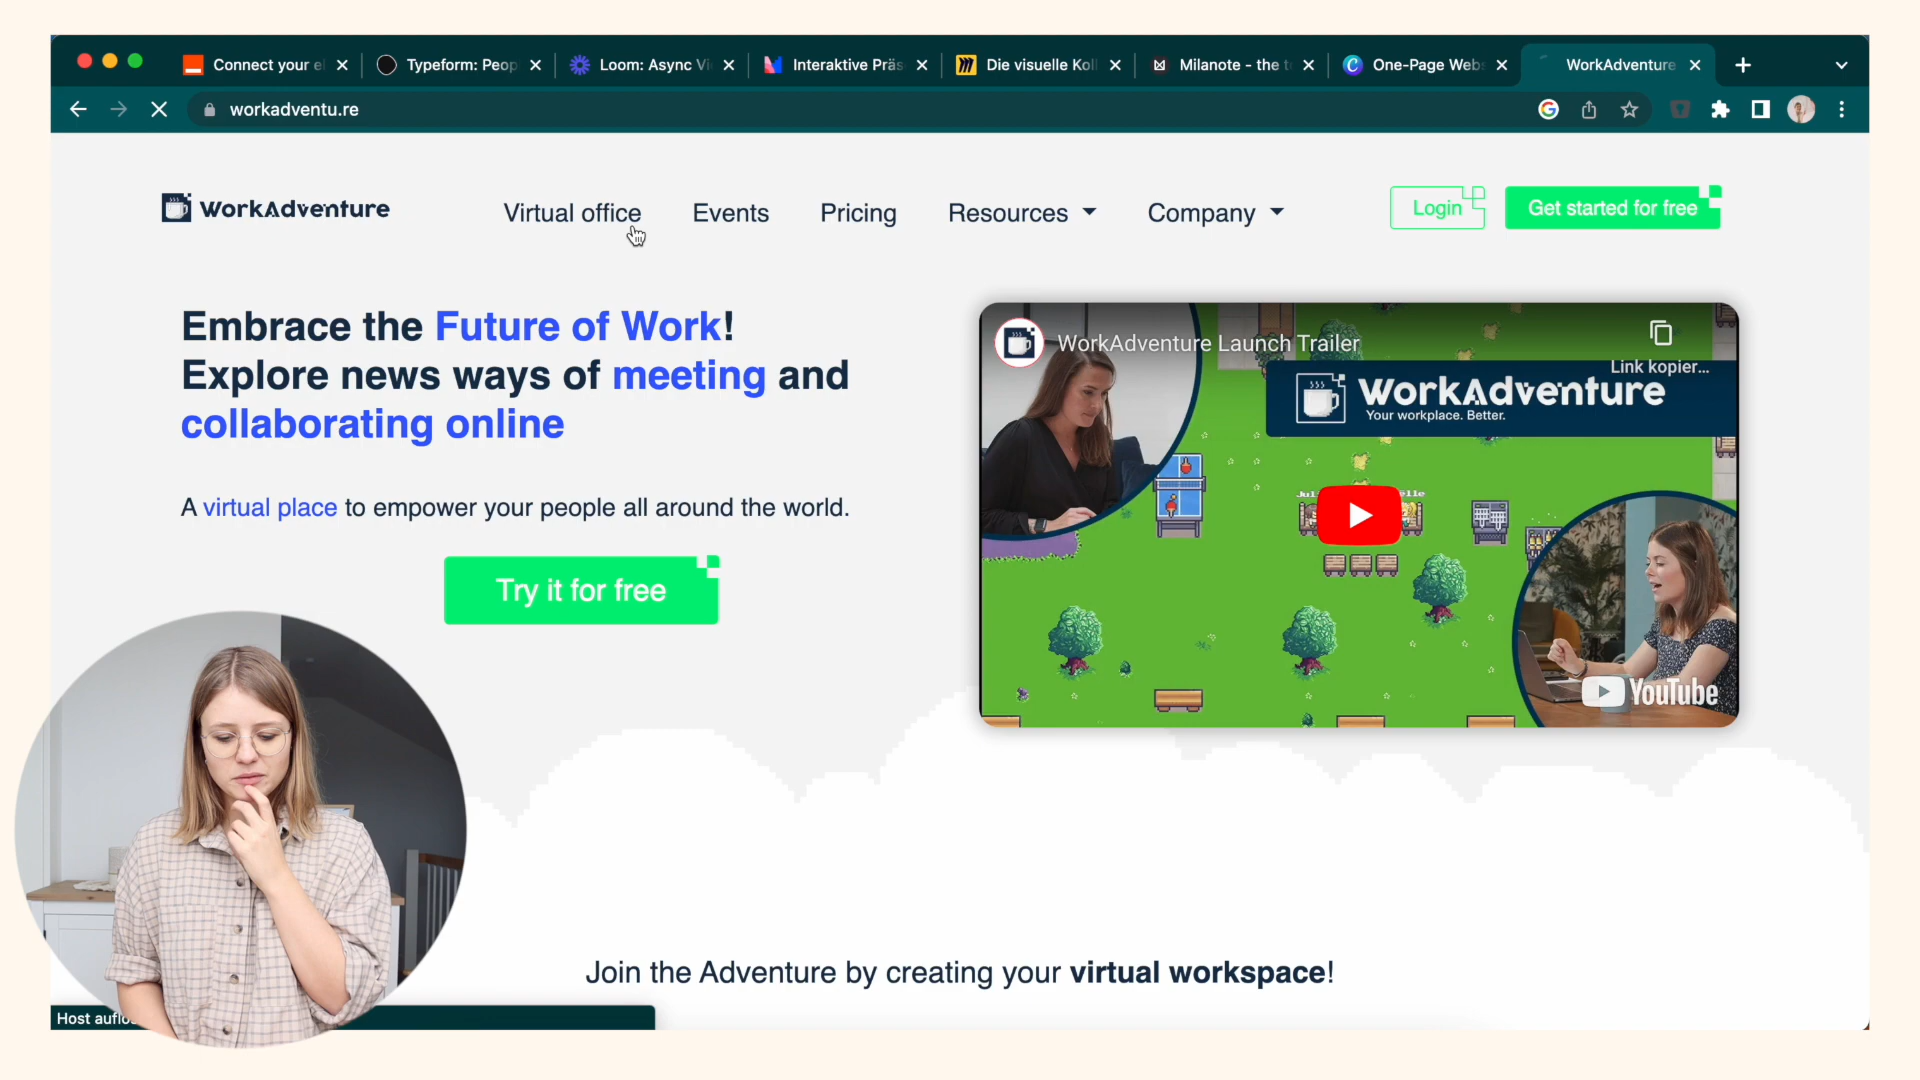 Connect your el
Typeform: Peop
Loom: Async Vi
Interaktive Präs
Die visuelle Koll
Milanote - the t
One-Page Webs
WorkAdventure
workadventu.re
WorkAdventure
Virtual office
Events
Pricing
Resources
Company
Login
Get started for free
Embrace the Future of Work!
Explore news ways of meeting and
collaborating online
A virtual place to empower your people all around the world.
Try it for free
WorkAdventure Launch Trailer
Link kopier...
WorkAdventure
Your workplace. Better.
YouTube
Join the Adventure by creating your virtual workspace!
Host auflö